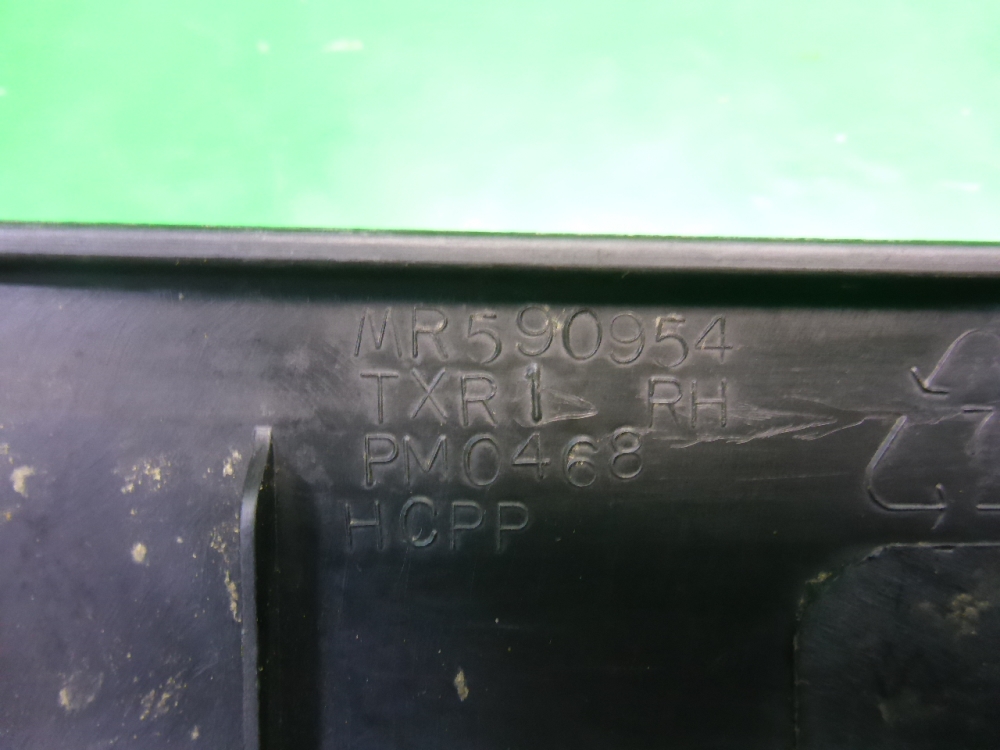 MR590954
TXR1 RH
PM0468
HCPP